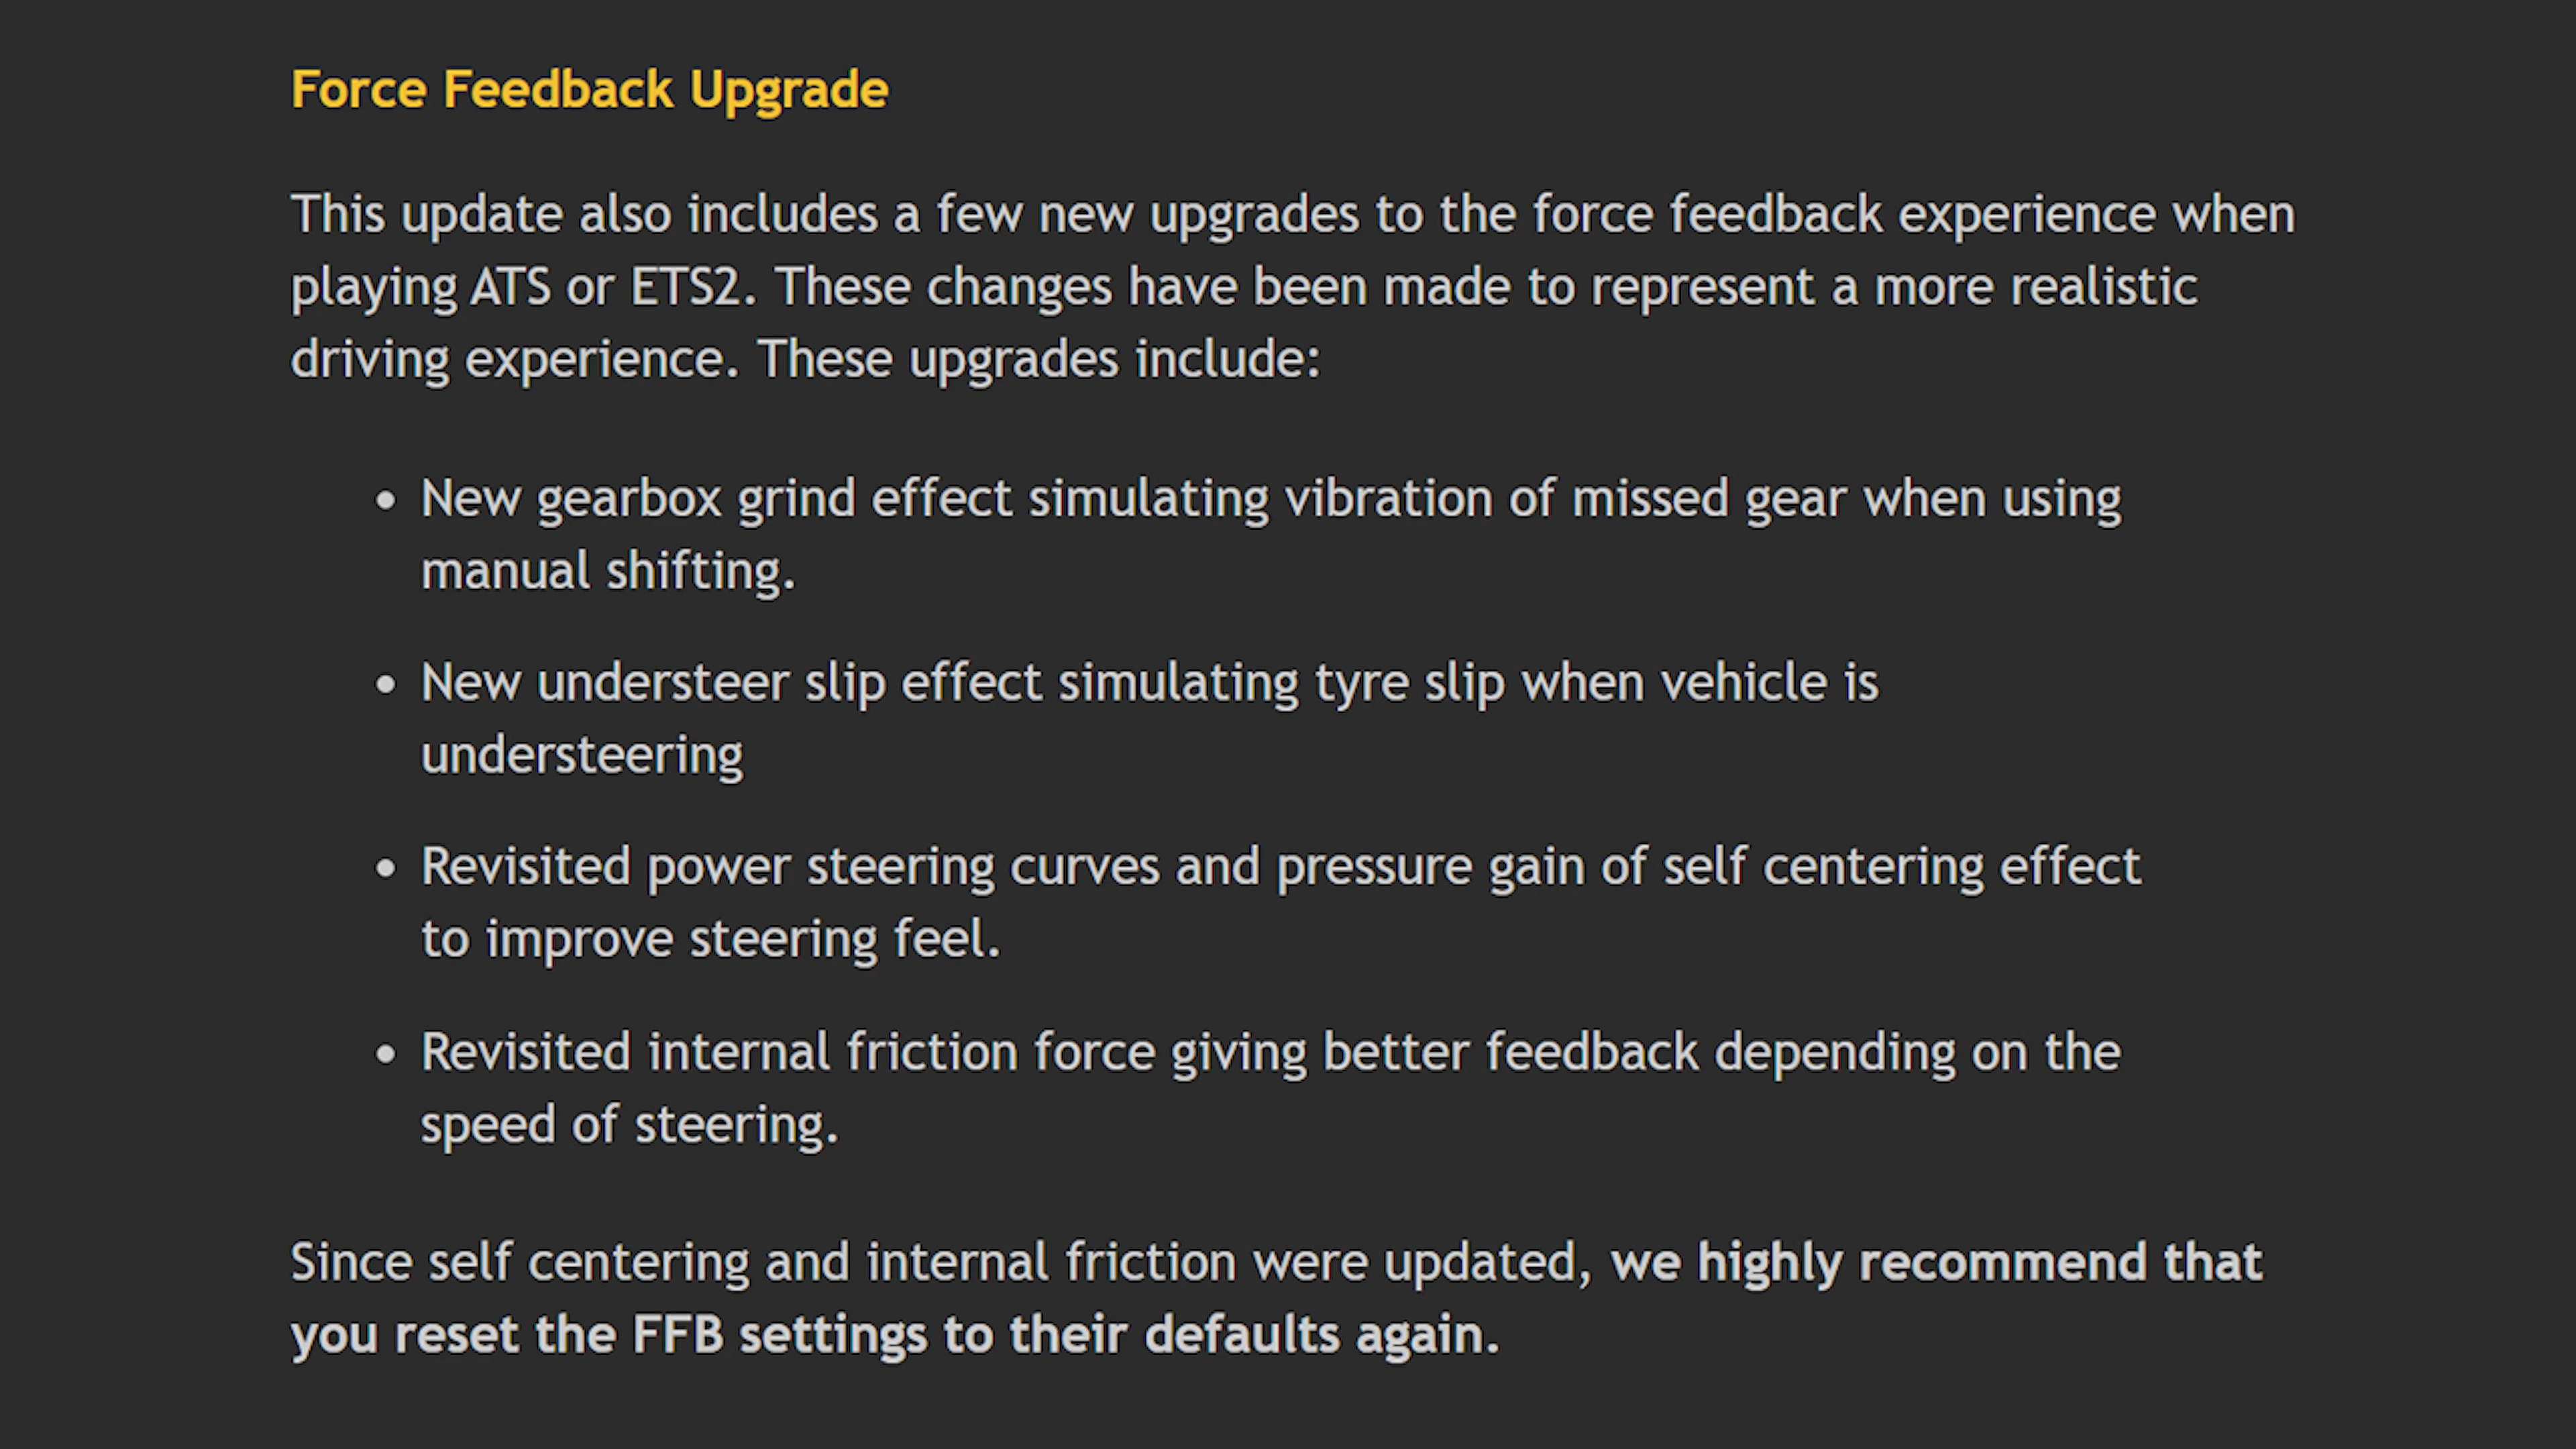 Force Feedback Upgrade
This update also includes a few new upgrades to the force feedback experience when
playing ATS or ETS2. These changes have been made to represent a more realistic
driving experience. These upgrades include:
• New gearbox grind effect simulating vibration of missed gear when using
manual shifting.
• New understeer slip effect simulating tyre slip when vehicle is
understeering
• Revisited power steering curves and pressure gain of self centering effect
to improve steering feel.
• Revisited internal friction force giving better feedback depending on the
speed of steering.
Since self centering and internal friction were updated, we highly recommend that
you reset the FFB settings to their defaults again.